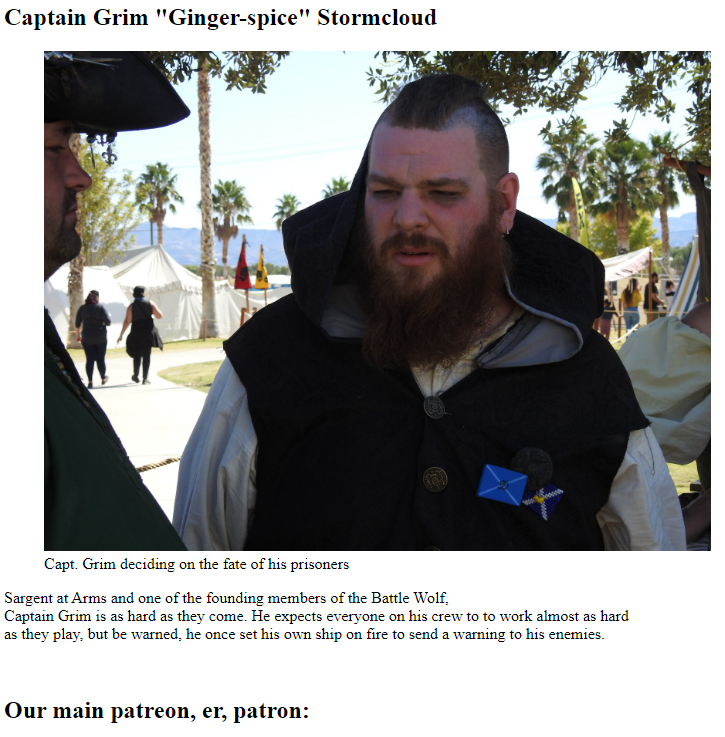 Captain Grim "Ginger-spice" Stormcloud
Capt. Grim deciding on the fate of his prisoners
Sargent at Arms and one of the founding members of the Battle Wolf,
Captain Grim is as hard as they come. He expects everyone on his crew to to work almost as hard
as they play, but be warned, he once set his own ship on fire to send a warning to his enemies.
Our main patreon, er, patron: